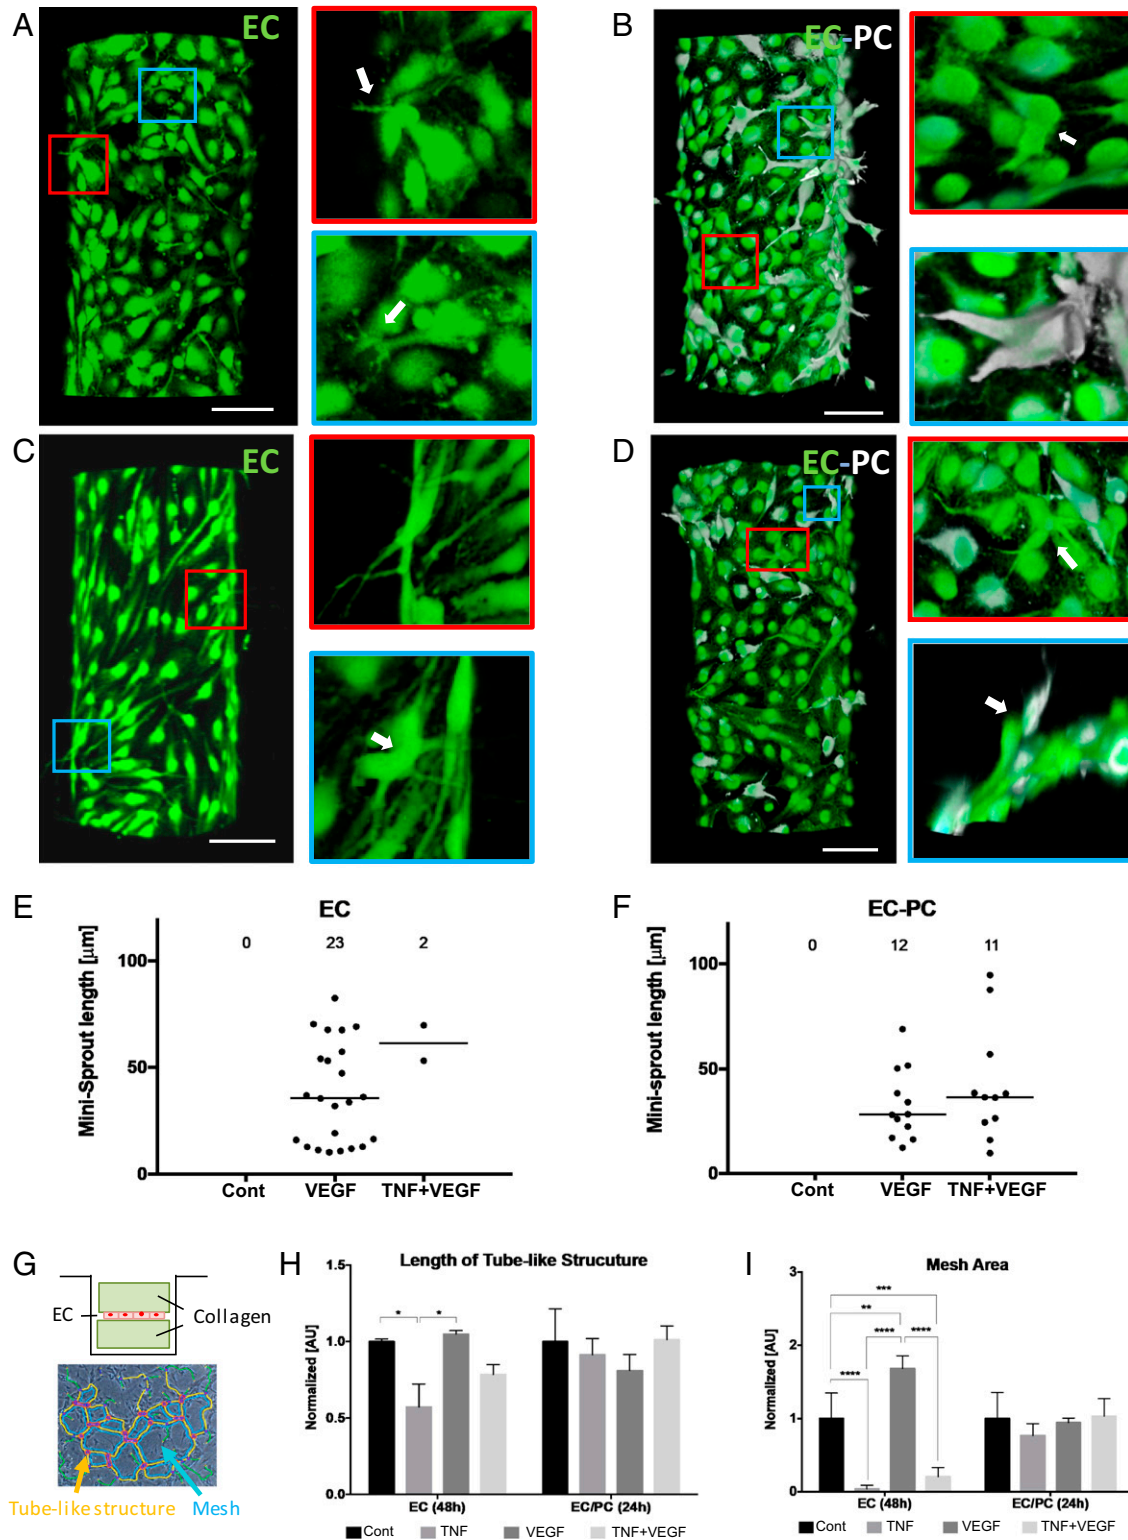 A
EC
B
EC-PC
C
EC
D
EC-PC
E
EC
0 23 2
Mini-Sprout length [μm]
100
50
0
Cont VEGF TNF+VEGF
F
EC-PC
0 12 11
Mini-sprout length [μm]
100
50
0
Cont VEGF TNF+VEGF
G
EC
Collagen
Tube-like structure
Mesh
H
Length of Tube-like Strucuture
Normalized [AU]
1.5
1.0
0.5
0.0
* *
EC (48h) EC/PC (24h)
Cont TNF VEGF TNF+VEGF
I
Mesh Area
Normalized [AU]
3
2
1
0
***
** ***
**** ****
****
EC (48h) EC/PC (24h)
Cont TNF VEGF TNF+VEGF